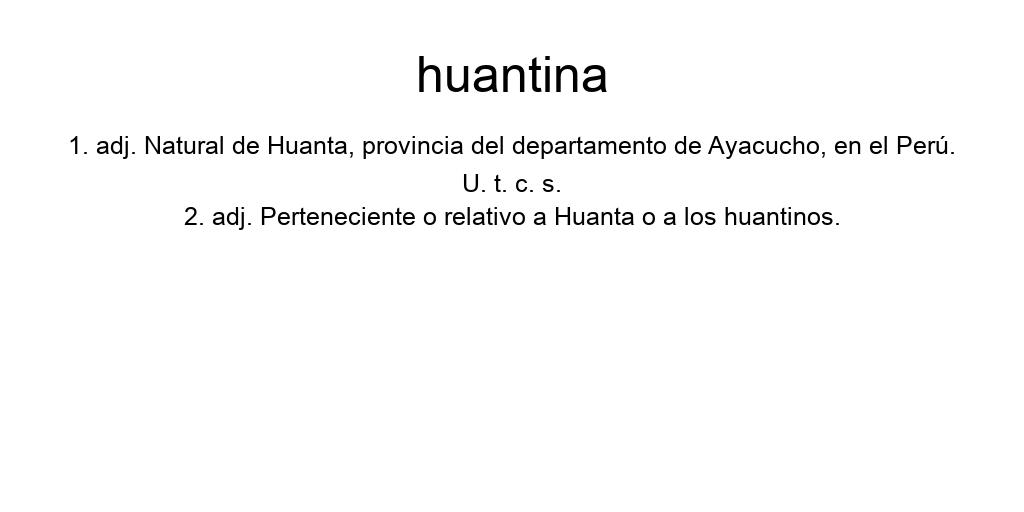 huantina
1. adj. Natural de Huanta, provincia del departamento de Ayacucho, en el Perú.
U. t. c. s.
2. adj. Perteneciente o relativo a Huanta o a los huantinos.